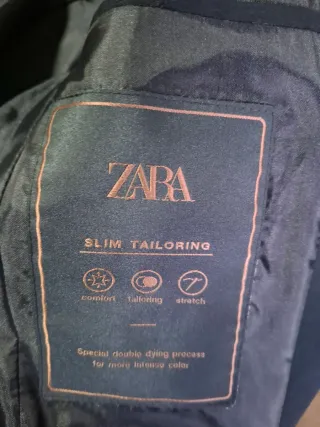 ZARA
SLIM TAILORING
comfort tailoring stretch
Special double dying process
for more intense color